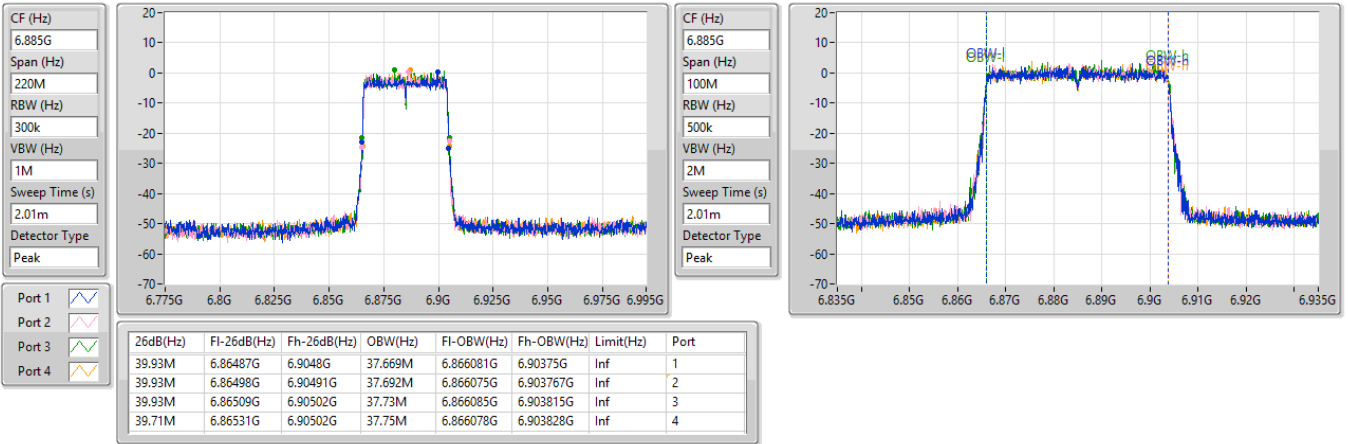 CF (Hz)
6.885G
Span (Hz)
220M
RBW (Hz)
300k
VBW (Hz)
1M
Sweep Time (s)
2.01m
Detector Type
Peak
20-
10-
0-
-10-
-20-
-30-
-40-
-50-
-60-
-70-
6.775G 6.8G 6.825G 6.85G 6.875G 6.9G 6.925G 6.95G 6.975G 6.995G
CF (Hz)
6.885G
Span (Hz)
100M
RBW (Hz)
500k
VBW (Hz)
2M
Sweep Time (s)
2.01m
Detector Type
Peak
20-
10-
0-
-10-
-20-
-30-
-40-
-50-
-60-
-70-
OBW-l
OBW-h
OBW-h
6.835G 6.85G 6.86G 6.87G 6.88G 6.89G 6.9G 6.91G 6.92G 6.935G
Port 1
Port 2
Port 3
Port 4
26dB(Hz) Fl-26dB(Hz) Fh-26dB(Hz) OBW(Hz) Fl-OBW(Hz) Fh-OBW(Hz) Limit(Hz) Port
39.93M 6.86487G 6.9048G 37.669M 6.866081G 6.90375G Inf 1
39.93M 6.86498G 6.90491G 37.692M 6.866075G 6.903767G Inf 2
39.93M 6.86509G 6.90502G 37.73M 6.866085G 6.903815G Inf 3
39.71M 6.86531G 6.90502G 37.75M 6.866078G 6.903828G Inf 4